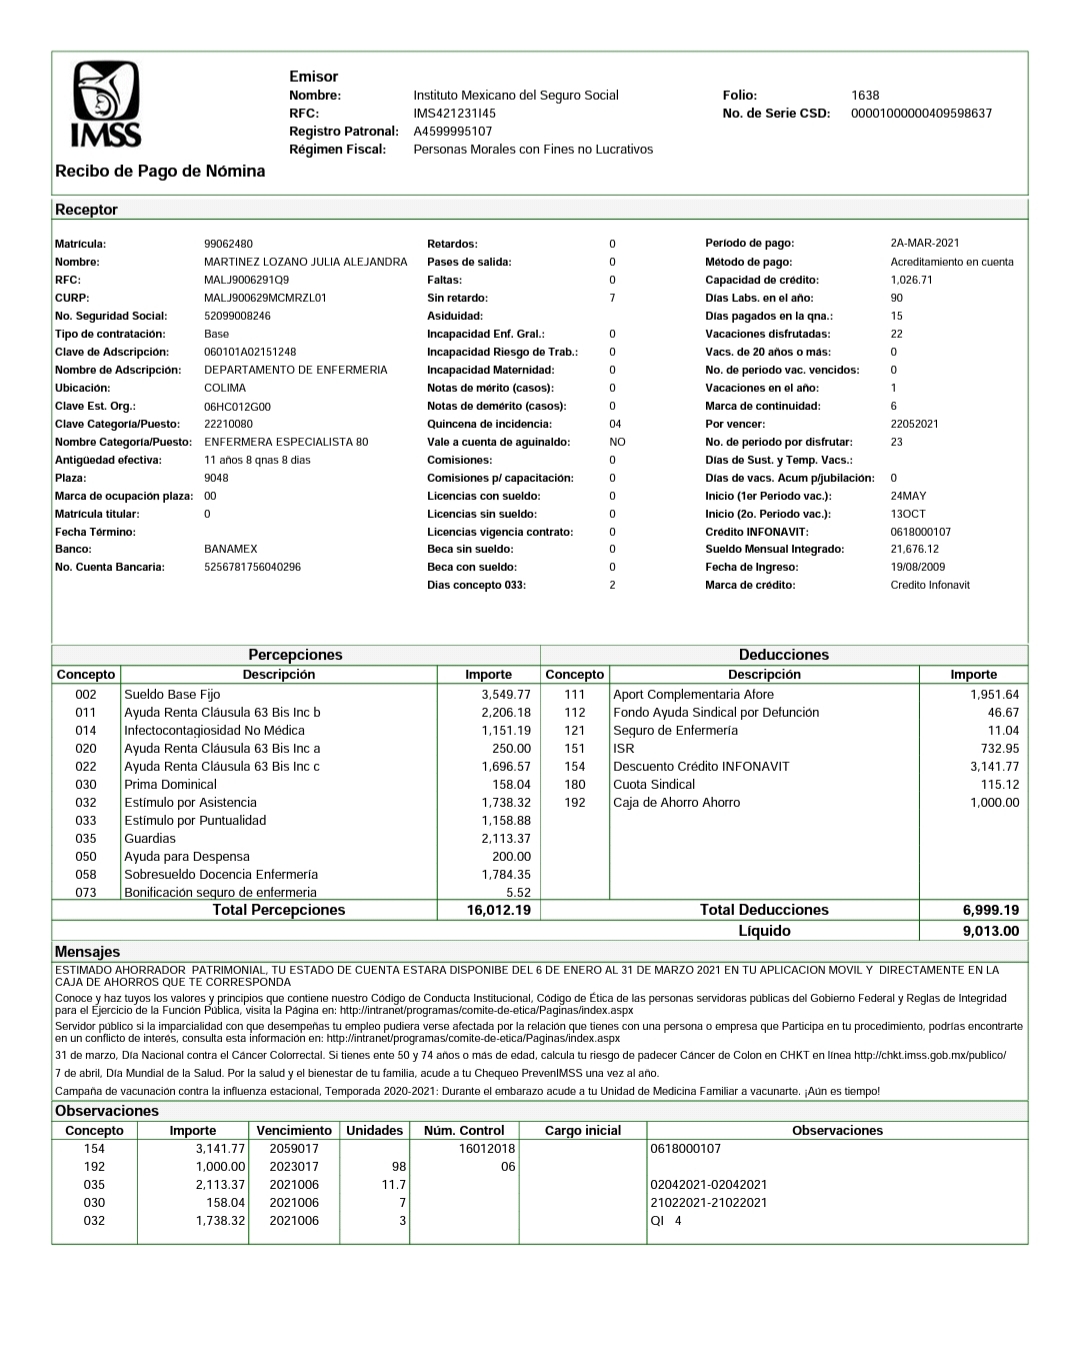 IMSS
Recibo de Pago de Nómina
Emisor
Nombre: Instituto Mexicano del Seguro Social
RFC: IMS421231I45
Registro Patronal: A4599995107
Régimen Fiscal: Personas Morales con Fines no Lucrativos
Folio: 1638
No. de Serie CSD: 00001000000409598637
Receptor
Matrícula: 99062480
Nombre: MARTINEZ LOZANO JULIA ALEJANDRA
RFC: MALJ9006291Q9
CURP: MALJ900629MCMRZL01
No. Seguridad Social: 52099008246
Tipo de contratación: Base
Clave de Adscripción: 060101A02151248
Nombre de Adscripción: DEPARTAMENTO DE ENFERMERIA
Ubicación: COLIMA
Clave Est. Org.: 06HC012G00
Clave Categoría/Puesto: 22210080
Nombre Categoría/Puesto: ENFERMERA ESPECIALISTA 80
Antigüedad efectiva: 11 años 8 qnas 8 dias
Plaza: 9048
Marca de ocupación plaza: 00
Matrícula titular: 0
Fecha Término:
Banco: BANAMEX
No. Cuenta Bancaria: 5256781756040296
Retardos: 0
Pases de salida: 0
Faltas: 0
Sin retardo: 7
Asiduidad:
Incapacidad Enf. Gral.: 0
Incapacidad Riesgo de Trab.: 0
Incapacidad Maternidad: 0
Notas de mérito (casos): 0
Notas de demérito (casos): 0
Quincena de incidencia: 04
Vale a cuenta de aguinaldo: NO
Comisiones: 0
Comisiones p/ capacitación: 0
Licencias con sueldo: 0
Licencias sin sueldo: 0
Licencias vigencia contrato: 0
Beca sin sueldo: 0
Beca con sueldo: 0
Dias concepto 033: 2
Período de pago: 2A-MAR-2021
Método de pago: Acreditamiento en cuenta
Capacidad de crédito: 1,026.71
Días Labs. en el año: 90
Días pagados en la qna.: 15
Vacaciones disfrutadas: 22
Vacs. de 20 años o más: 0
No. de periodo vac. vencidos: 0
Vacaciones en el año: 1
Marca de continuidad: 6
Por vencer: 22052021
No. de periodo por disfrutar: 23
Días de Sust. y Temp. Vacs.:
Días de vacs. Acum p/jubilación: 0
Inicio (1er Periodo vac.): 24MAY
Inicio (2o. Periodo vac.): 13OCT
Crédito INFONAVIT: 0618000107
Sueldo Mensual Integrado: 21,676.12
Fecha de Ingreso: 19/08/2009
Marca de crédito: Credito Infonavit
Percepciones
Concepto Descripción Importe
002 Sueldo Base Fijo 3,549.77
011 Ayuda Renta Cláusula 63 Bis Inc b 2,206.18
014 Infectocontagiosidad No Médica 1,151.19
020 Ayuda Renta Cláusula 63 Bis Inc a 250.00
022 Ayuda Renta Cláusula 63 Bis Inc c 1,696.57
030 Prima Dominical 158.04
032 Estímulo por Asistencia 1,738.32
033 Estímulo por Puntualidad 1,158.88
035 Guardias 2,113.37
050 Ayuda para Despensa 200.00
058 Sobresueldo Docencia Enfermería 1,784.35
073 Bonificación seguro de enfermeria 5.52
Total Percepciones 16,012.19
Deducciones
Concepto Descripción Importe
111 Aport Complementaria Afore 1,951.64
112 Fondo Ayuda Sindical por Defunción 46.67
121 Seguro de Enfermería 11.04
151 ISR 732.95
154 Descuento Crédito INFONAVIT 3,141.77
180 Cuota Sindical 115.12
192 Caja de Ahorro Ahorro 1,000.00
Total Deducciones 6,999.19
Líquido 9,013.00
Mensajes
ESTIMADO AHORRADOR PATRIMONIAL, TU ESTADO DE CUENTA ESTARA DISPONIBE DEL 6 DE ENERO AL 31 DE MARZO 2021 EN TU APLICACION MOVIL Y DIRECTAMENTE EN LA
CAJA DE AHORROS QUE TE CORRESPONDA
Conoce y haz tuyos los valores y principios que contiene nuestro Código de Conducta Institucional, Código de Ética de las personas servidoras públicas del Gobierno Federal y Reglas de Integridad
para el Ejercicio de la Función Pública, visita la Página en: http://intranet/programas/comite-de-etica/Paginas/index.aspx
Servidor público si la imparcialidad con que desempeñas tu empleo pudiera verse afectada por la relación que tienes con una persona o empresa que Participa en tu procedimiento, podrías encontrarte
en un conflicto de interés, consulta esta información en: http://intranet/programas/comite-de-etica/Paginas/index.aspx
31 de marzo, Día Nacional contra el Cáncer Colorrectal. Si tienes ente 50 y 74 años o más de edad, calcula tu riesgo de padecer Cáncer de Colon en CHKT en línea http://chkt.imss.gob.mx/publico/
7 de abril, Día Mundial de la Salud. Por la salud y el bienestar de tu familia, acude a tu Chequeo PrevenIMSS una vez al año.
Campaña de vacunación contra la influenza estacional, Temporada 2020-2021: Durante el embarazo acude a tu Unidad de Medicina Familiar a vacunarte. ¡Aún es tiempo!
Observaciones
Concepto Importe Vencimiento Unidades Núm. Control Cargo inicial Observaciones
154 3,141.77 2059017 16012018 0618000107
192 1,000.00 2023017 98 06
035 2,113.37 2021006 11.7 02042021-02042021
030 158.04 2021006 7 21022021-21022021
032 1,738.32 2021006 3 QI 4